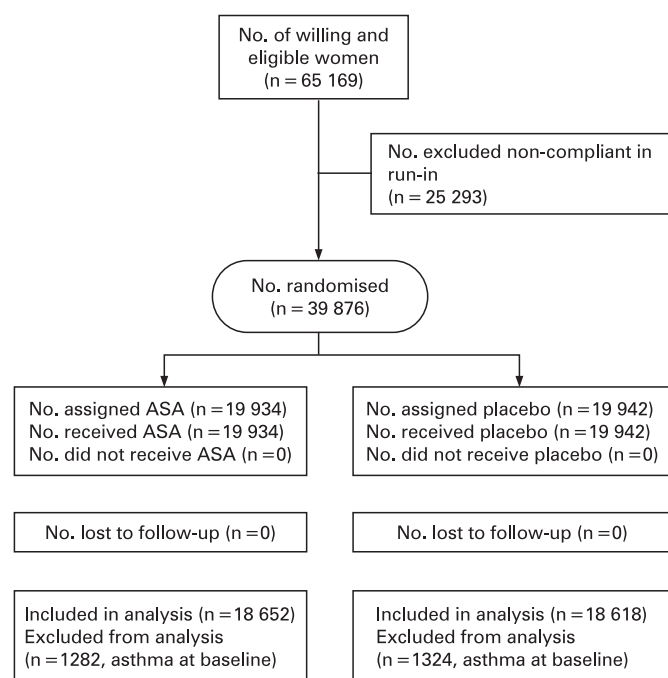 No. of willing and
eligible women
(n = 65 169)
No. excluded non-compliant in
run-in
(n = 25 293)
No. randomised
(n = 39 876)
No. assigned ASA (n = 19 934)
No. received ASA (n = 19 934)
No. did not receive ASA (n =0)
No. assigned placebo (n = 19 942)
No. received placebo (n = 19 942)
No. did not receive placebo (n =0)
No. lost to follow-up (n =0)
No. lost to follow-up (n =0)
Included in analysis (n = 18 652)
Excluded from analysis
(n = 1282, asthma at baseline)
Included in analysis (n = 18 618)
Excluded from analysis
(n = 1324, asthma at baseline)